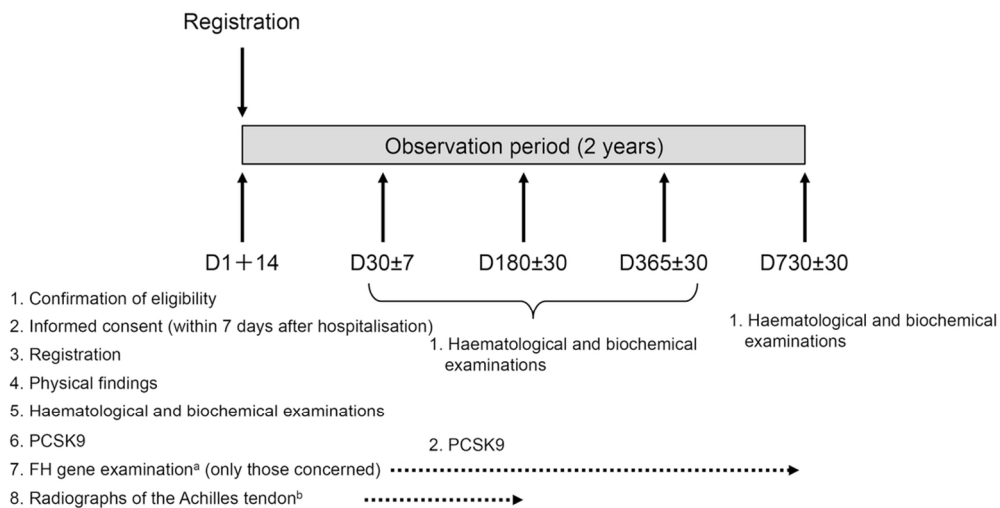 Registration
Observation period (2 years)
D1+14
D30±7
D180±30
D365±30
D730±30
1. Confirmation of eligibility
2. Informed consent (within 7 days after hospitalisation)
3. Registration
4. Physical findings
5. Haematological and biochemical examinations
6. PCSK9
7. FH gene examinationᵃ (only those concerned)
8. Radiographs of the Achilles tendonᵇ
1. Haematological and biochemical
examinations
2. PCSK9
1. Haematological and biochemical
examinations